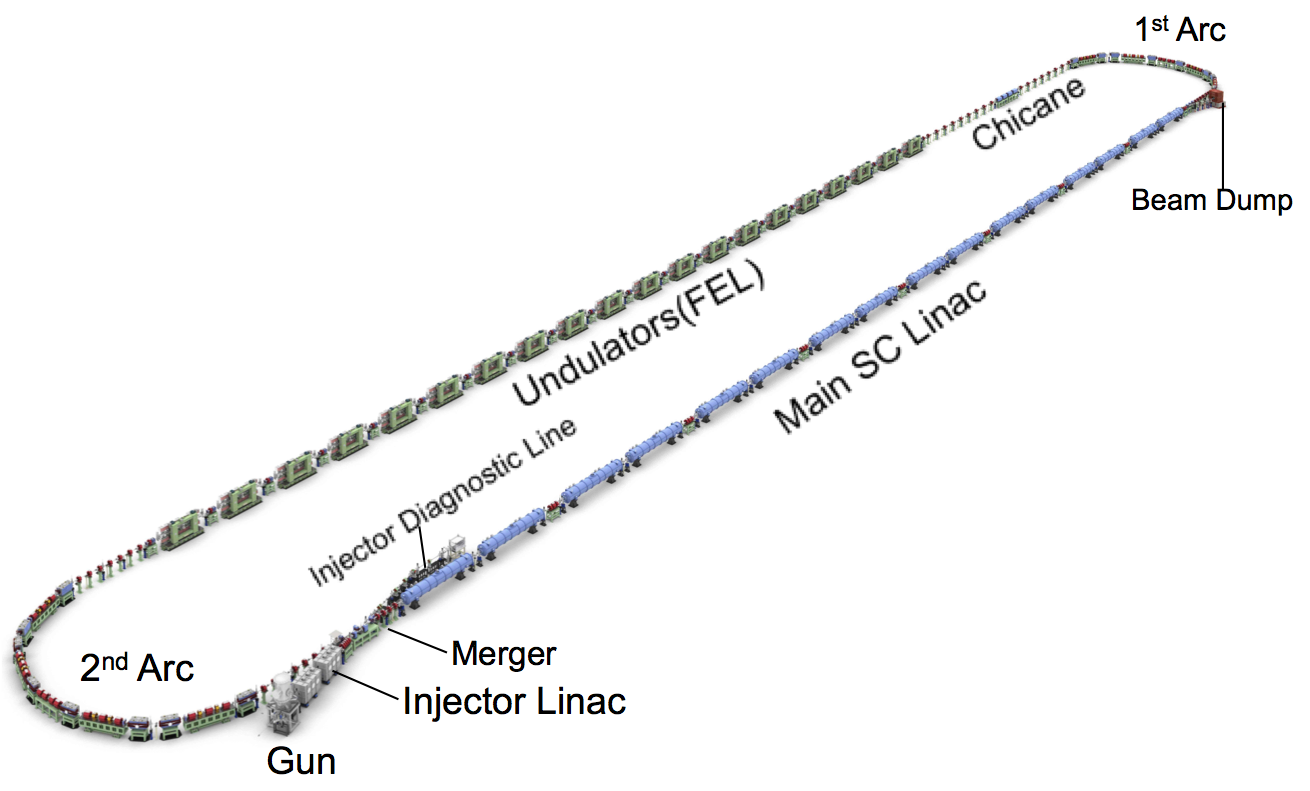 1st Arc
Chicane
Beam Dump
Undulators(FEL)
Main SC Linac
Injector Diagnostic Line
Merger
2nd Arc
Injector Linac
Gun